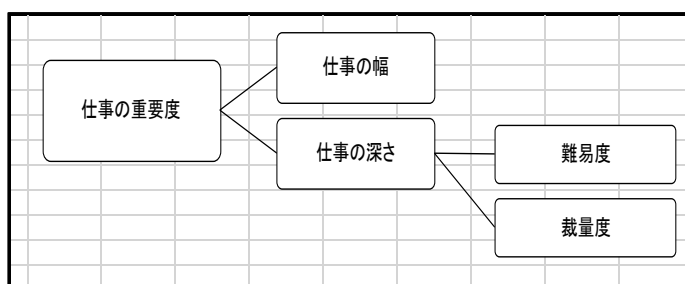 仕事の幅
仕事の重要度
仕事の深さ
難易度
裁量度